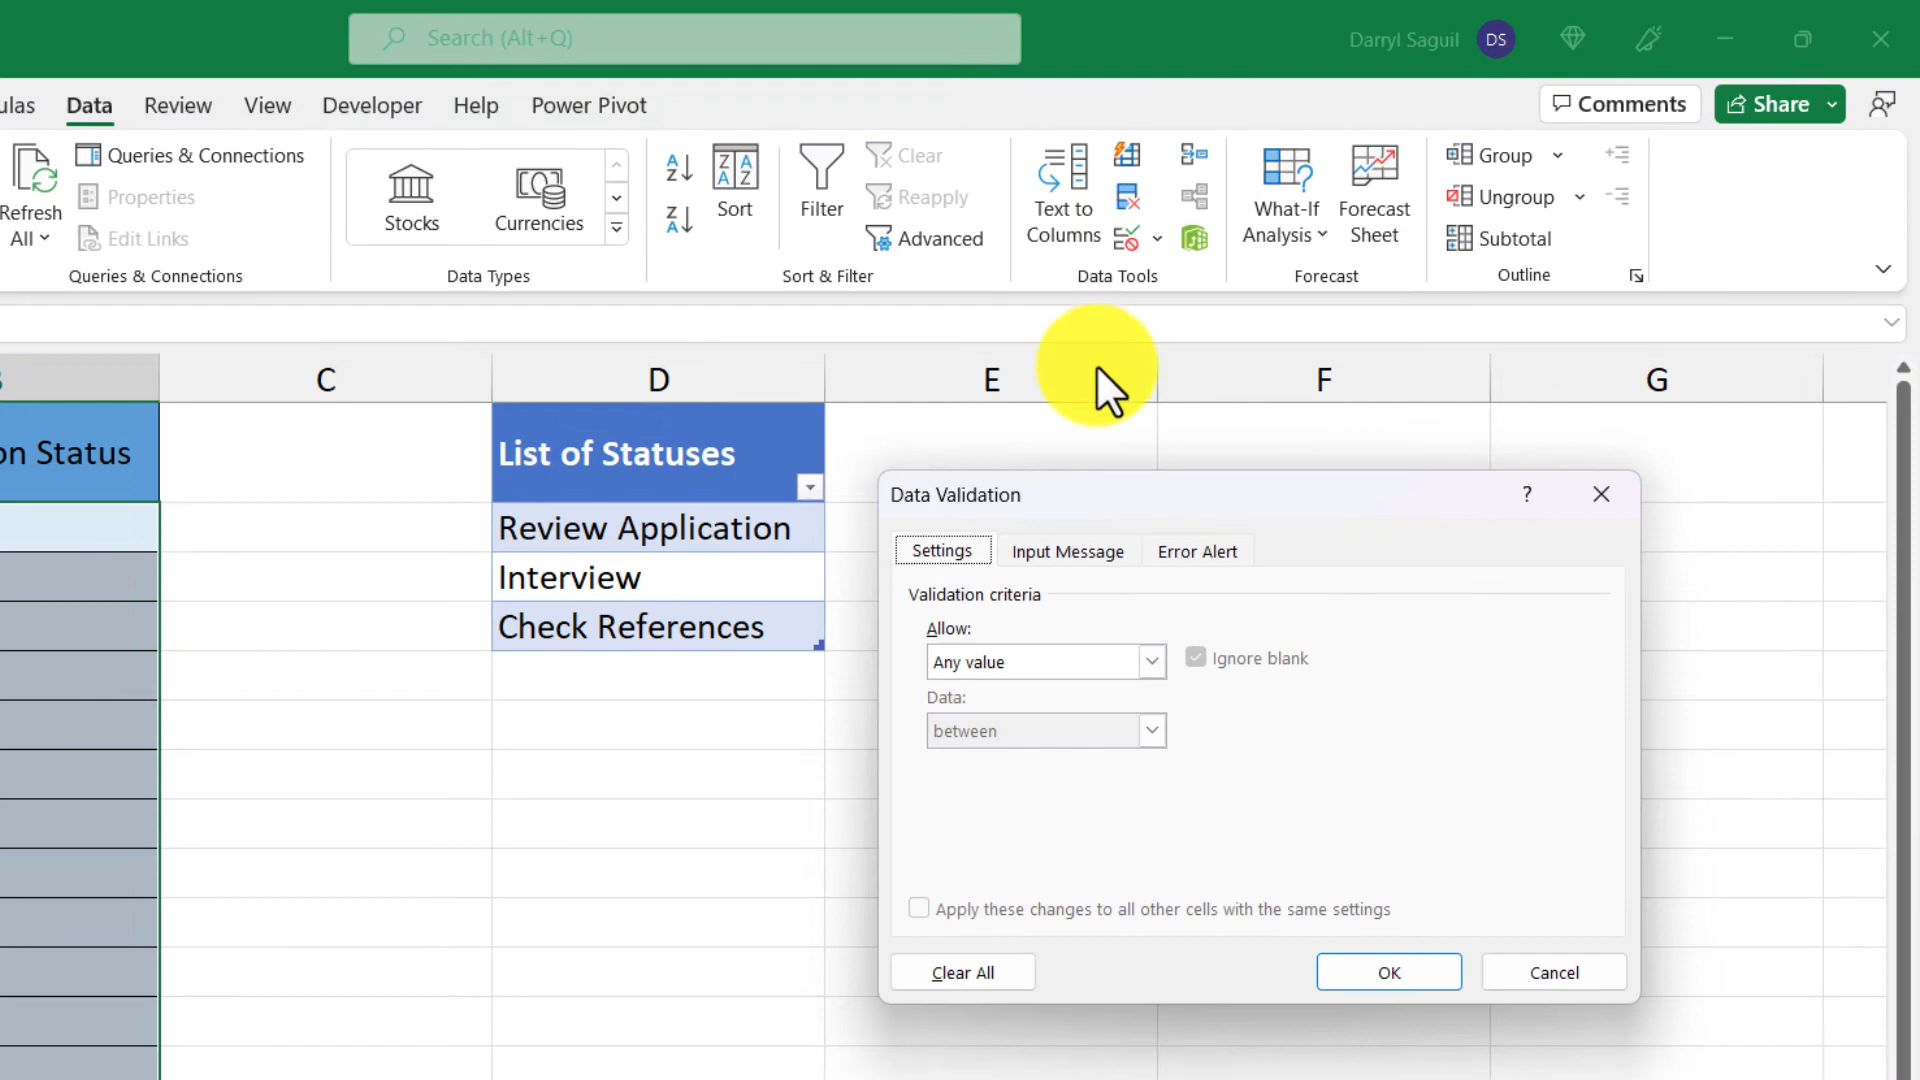 Search (Alt+Q)
Darryl Saguil
DS
ulas
Data
Review
View
Developer
Help
Power Pivot
Comments
Share
Refresh
All
Queries & Connections
Properties
Edit Links
Queries & Connections
Stocks
Currencies
Data Types
Sort
Filter
Clear
Reapply
Advanced
Sort & Filter
Text to
Columns
Data Tools
What-If
Analysis
Forecast
Sheet
Forecast
Group
Ungroup
Subtotal
Outline
C
D
E
F
G
on Status
List of Statuses
Review Application
Interview
Check References
Data Validation
?
Settings
Input Message
Error Alert
Validation criteria
Allow:
Any value
Ignore blank
Data:
between
Apply these changes to all other cells with the same settings
Clear All
OK
Cancel